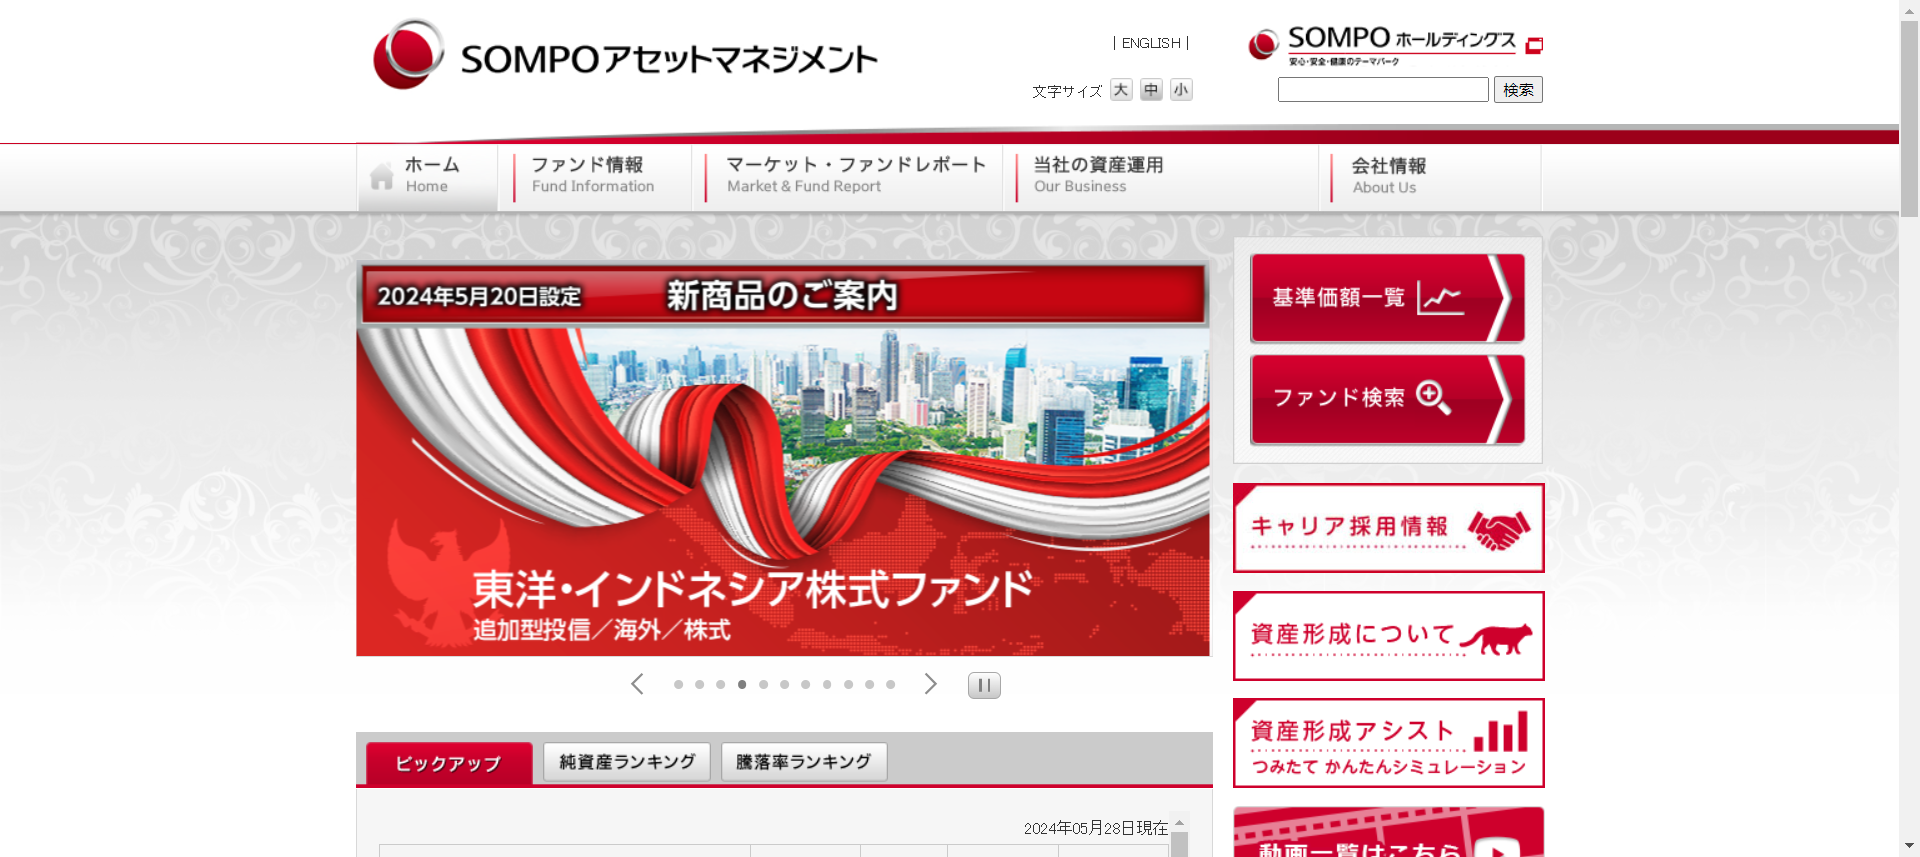 SOMPOアセットマネジメント
| ENGLISH |
SOMPO ホールディングス
安心・安全・健康のテーマパーク
文字サイズ 大 中 小
検索
ホーム
Home
ファンド情報
Fund Information
マーケット・ファンドレポート
Market & Fund Report
当社の資産運用
Our Business
会社情報
About Us
2024年5月20日設定 新商品のご案内
東洋・インドネシア株式ファンド
追加型投信／海外／株式
基準価額一覧
ファンド検索
キャリア採用情報
資産形成について
資産形成アシスト
つみたて かんたんシミュレーション
動画一覧はこちら
ピックアップ 純資産ランキング 騰落率ランキング
2024年05月28日現在